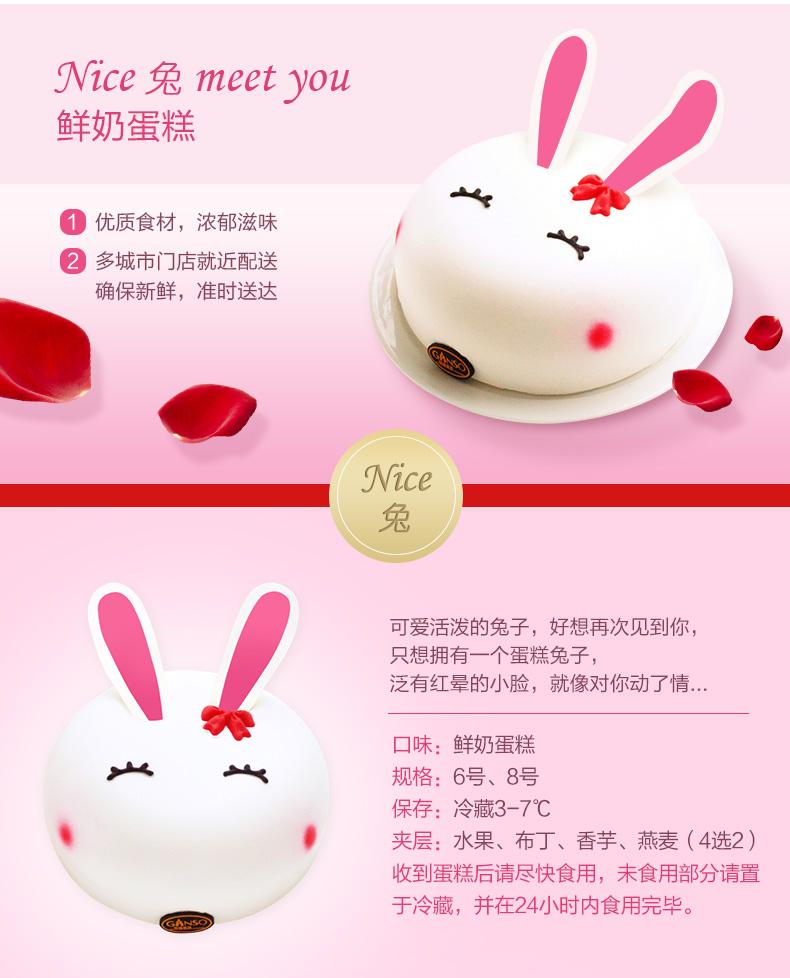 Nice 兔 meet you
鲜奶蛋糕
1 优质食材，浓郁滋味
2 多城市门店就近配送
确保新鲜，准时送达
GANSO
Nice
兔
可爱活泼的兔子，好想再次见到你，
只想拥有一个蛋糕兔子，
泛有红晕的小脸，就像对你动了情...
口味：鲜奶蛋糕
规格：6号、8号
保存：冷藏3-7℃
夹层：水果、布丁、香芋、燕麦（4选2）
收到蛋糕后请尽快食用，未食用部分请置
于冷藏，并在24小时内食用完毕。
GANSO